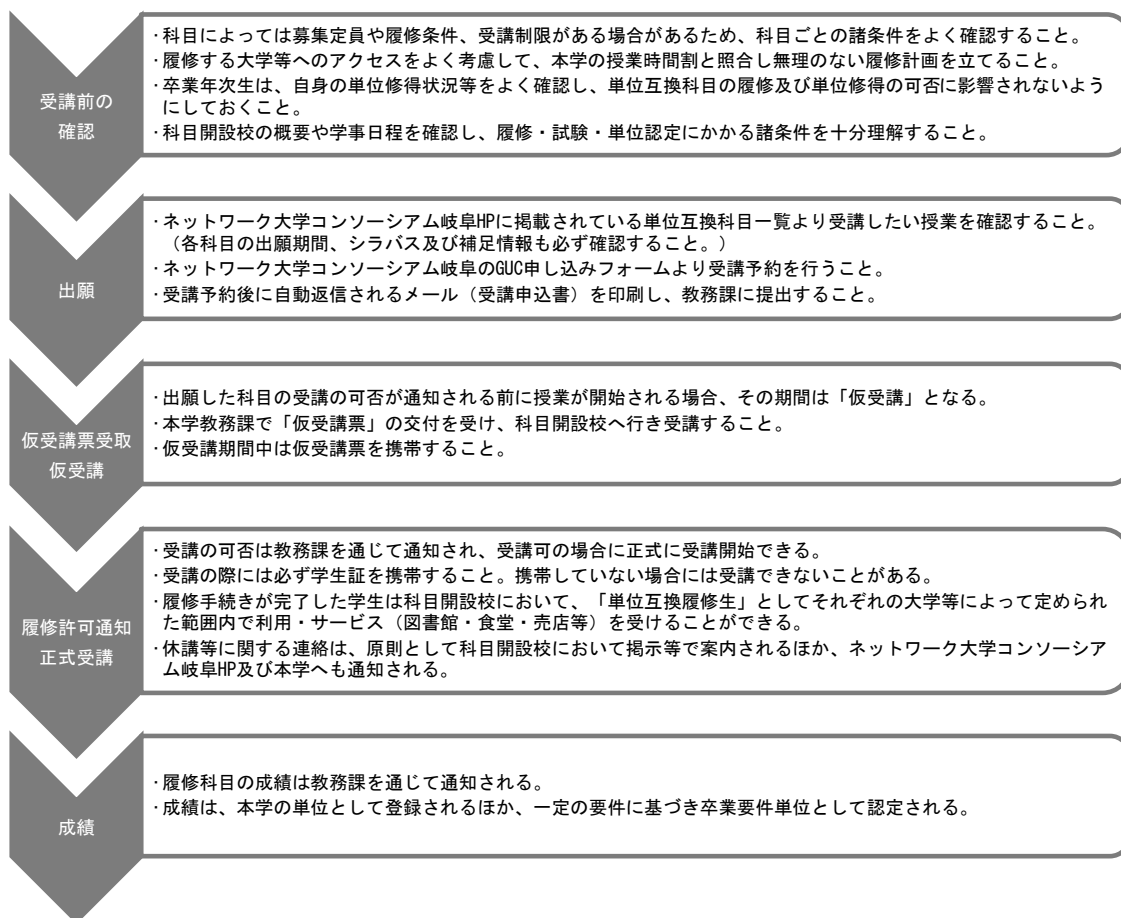 受講前の
確認
・科目によっては募集定員や履修条件、受講制限がある場合があるため、科目ごとの諸条件をよく確認すること。
・履修する大学等へのアクセスをよく考慮して、本学の授業時間割と照合し無理のない履修計画を立てること。
・卒業年次生は、自身の単位修得状況等をよく確認し、単位互換科目の履修及び単位修得の可否に影響されないよう
にしておくこと。
・科目開設校の概要や学事日程を確認し、履修・試験・単位認定にかかる諸条件を十分理解すること。
出願
・ネットワーク大学コンソーシアム岐阜HPに掲載されている単位互換科目一覧より受講したい授業を確認すること。
（各科目の出願期間、シラバス及び補足情報も必ず確認すること。）
・ネットワーク大学コンソーシアム岐阜のGUC申し込みフォームより受講予約を行うこと。
・受講予約後に自動返信されるメール（受講申込書）を印刷し、教務課に提出すること。
仮受講票受取
仮受講
・出願した科目の受講の可否が通知される前に授業が開始される場合、その期間は「仮受講」となる。
・本学教務課で「仮受講票」の交付を受け、科目開設校へ行き受講すること。
・仮受講期間中は仮受講票を携帯すること。
履修許可通知
正式受講
・受講の可否は教務課を通じて通知され、受講可の場合に正式に受講開始できる。
・受講の際には必ず学生証を携帯すること。携帯していない場合には受講できないことがある。
・履修手続きが完了した学生は科目開設校において、「単位互換履修生」としてそれぞれの大学等によって定められ
た範囲内で利用・サービス（図書館・食堂・売店等）を受けることができる。
・休講等に関する連絡は、原則として科目開設校において掲示等で案内されるほか、ネットワーク大学コンソーシア
ム岐阜HP及び本学へも通知される。
成績
・履修科目の成績は教務課を通じて通知される。
・成績は、本学の単位として登録されるほか、一定の要件に基づき卒業要件単位として認定される。